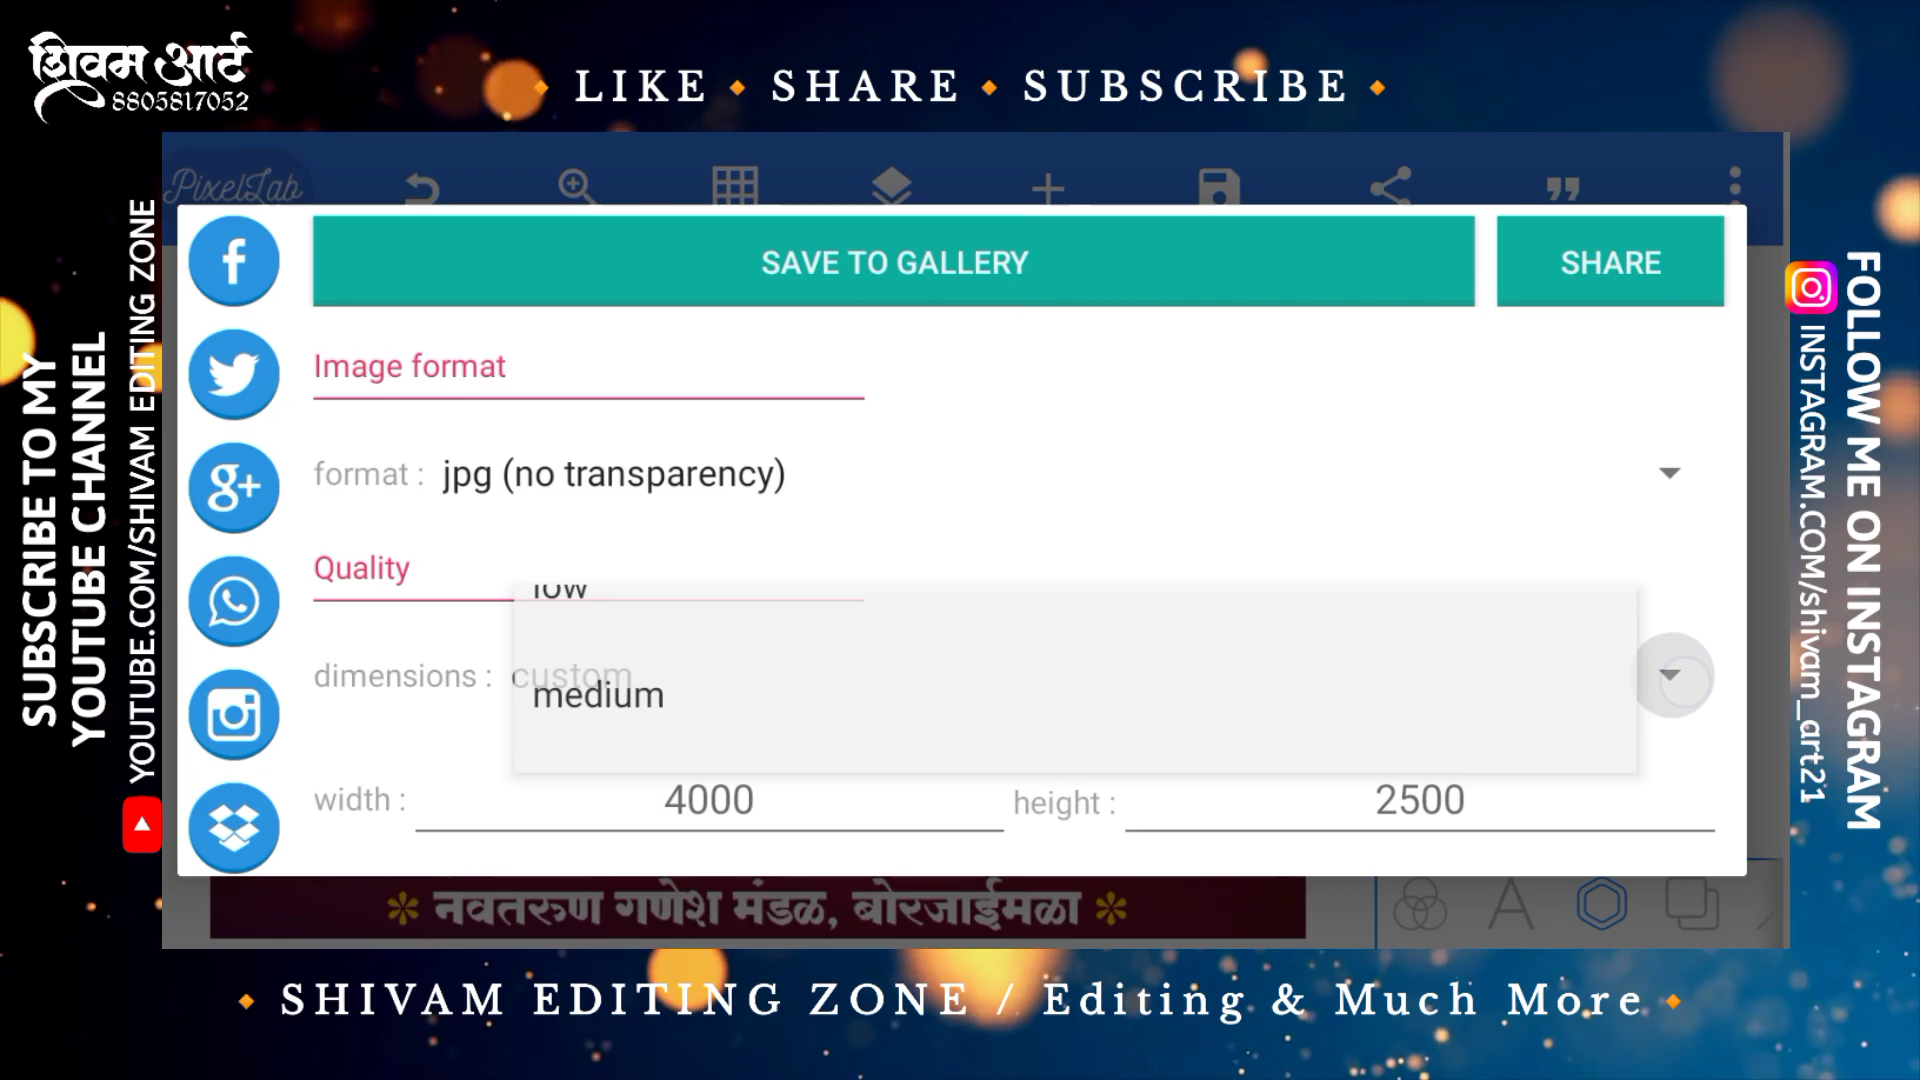 शिवम आर्ट
8805817052
LIKE ⬥ SHARE ⬥ SUBSCRIBE
SUBSCRIBE TO MY
YOUTUBE CHANNEL
YOUTUBE.COM/SHIVAM EDITING ZONE
PixelLab
SAVE TO GALLERY
SHARE
Image format
format : jpg (no transparency)
Quality
low
dimensions : custom
medium
width : 4000 height : 2500
नवतरुण गणेश मंडळ, बोरजाईमळा
FOLLOW ME ON INSTAGRAM
INSTAGRAM.COM/shivam_art21
SHIVAM EDITING ZONE / Editing & Much More